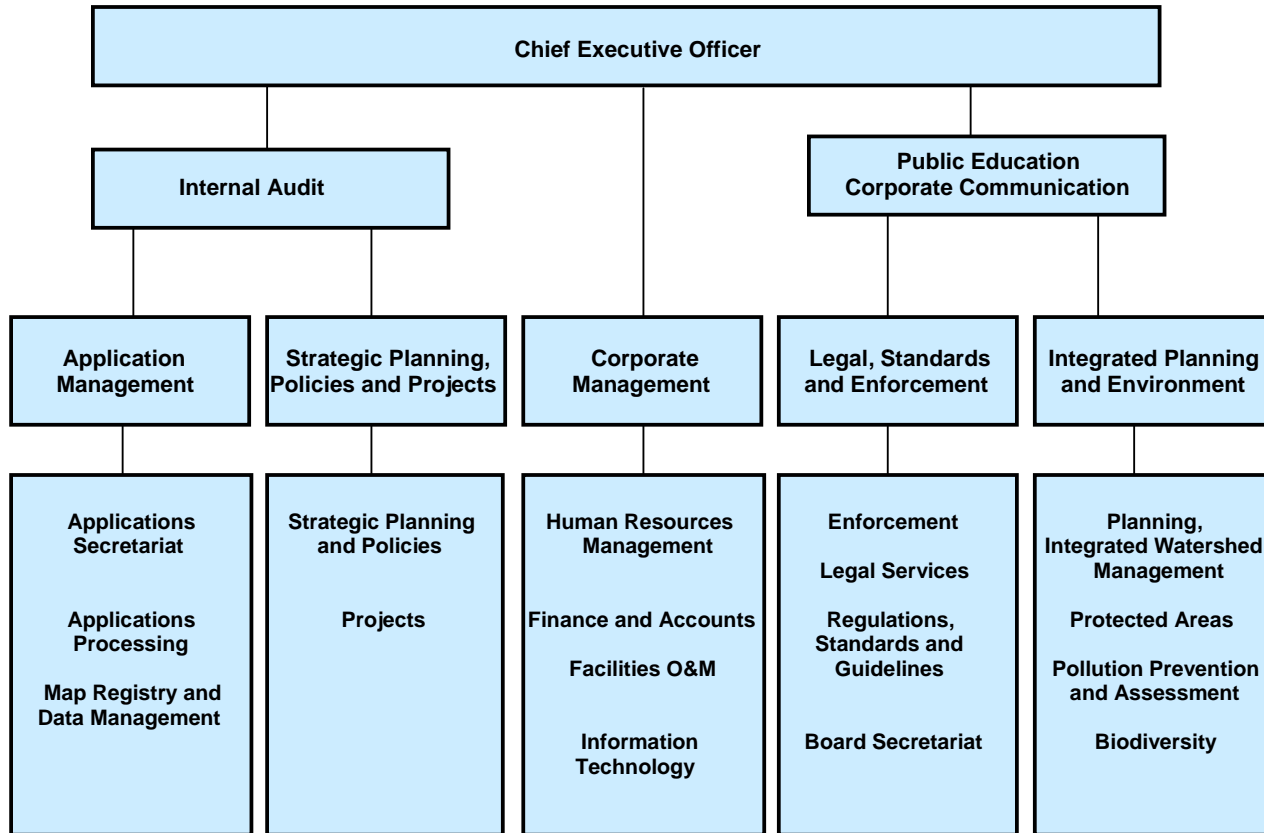 Chief Executive Officer
Internal Audit
Public Education
Corporate Communication
Application
Management
Strategic Planning,
Policies and Projects
Corporate
Management
Legal, Standards
and Enforcement
Integrated Planning
and Environment
Applications
Secretariat
Applications
Processing
Map Registry and
Data Management
Strategic Planning
and Policies
Projects
Human Resources
Management
Finance and Accounts
Facilities O&M
Information
Technology
Enforcement
Legal Services
Regulations,
Standards and
Guidelines
Board Secretariat
Planning,
Integrated Watershed
Management
Protected Areas
Pollution Prevention
and Assessment
Biodiversity